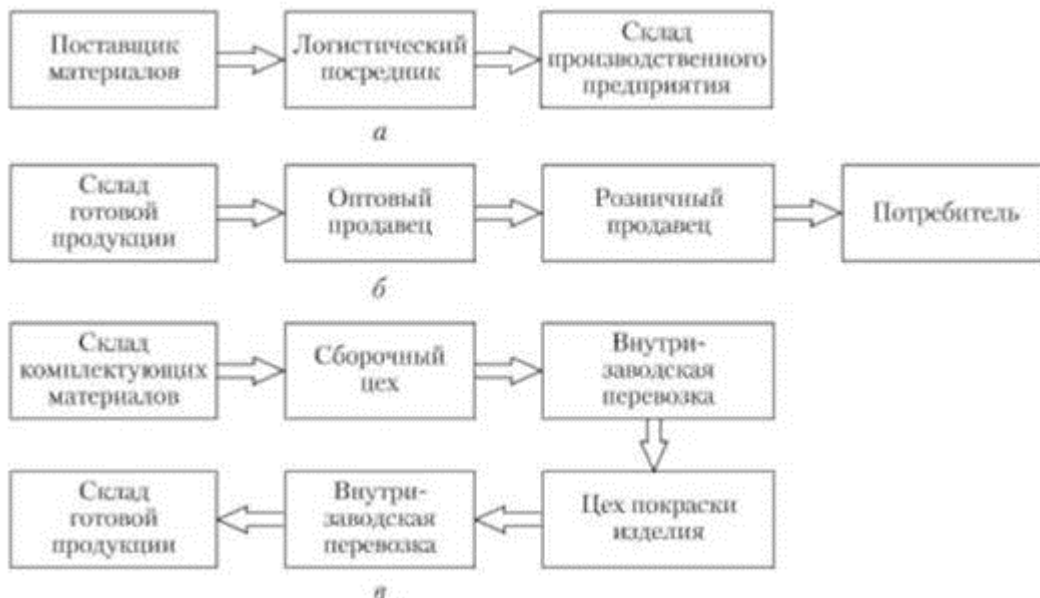 Поставщик
материалов
Логистический
посредник
Склад
производственного
предприятия
а
Склад
готовой
продукции
Оптовый
продавец
Розничный
продавец
Потребитель
б
Склад
комплектующих
материалов
Сборочный
цех
Внутри-
заводская
перевозка
Цех покраски
изделия
Внутри-
заводская
перевозка
Склад
готовой
продукции
в